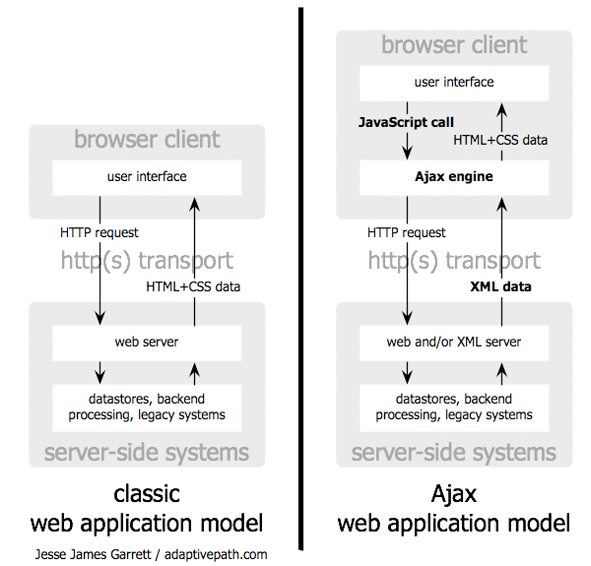 browser client
user interface
HTTP request
http(s) transport
HTML+CSS data
web server
datastores, backend
processing, legacy systems
server-side systems
classic
web application model
Jesse James Garrett / adaptivepath.com
browser client
user interface
JavaScript call
HTML+CSS data
Ajax engine
HTTP request
http(s) transport
XML data
web and/or XML server
datastores, backend
processing, legacy systems
server-side systems
Ajax
web application model